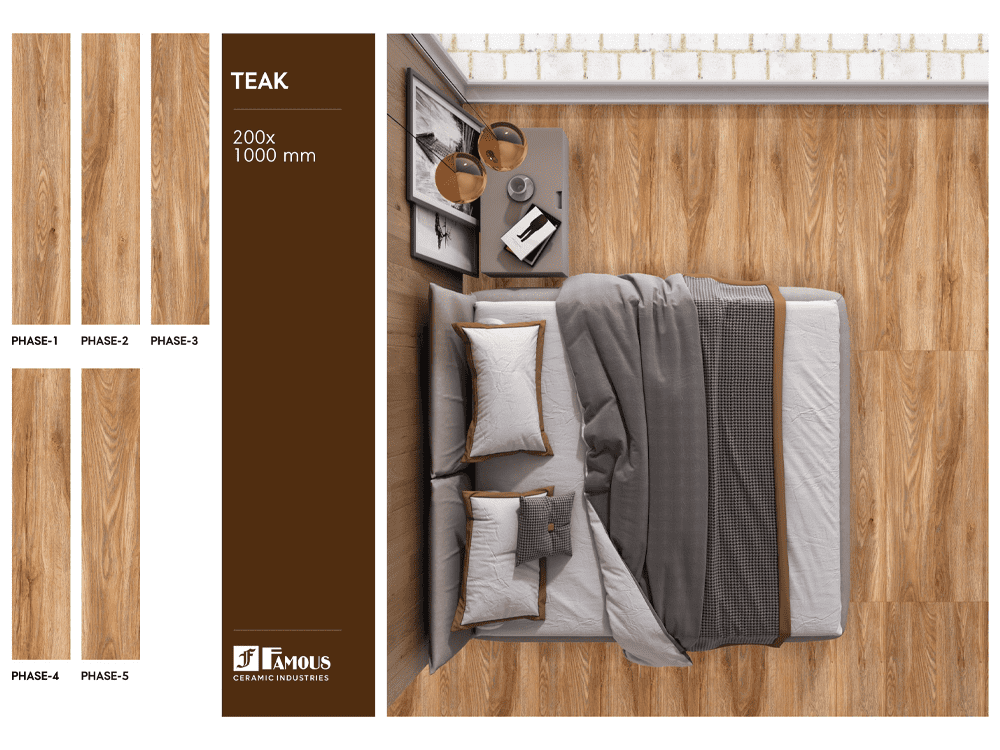 TEAK
200x
1000 mm
PHASE-1
PHASE-2
PHASE-3
PHASE-4
PHASE-5
FAMOUS
CERAMIC INDUSTRIES